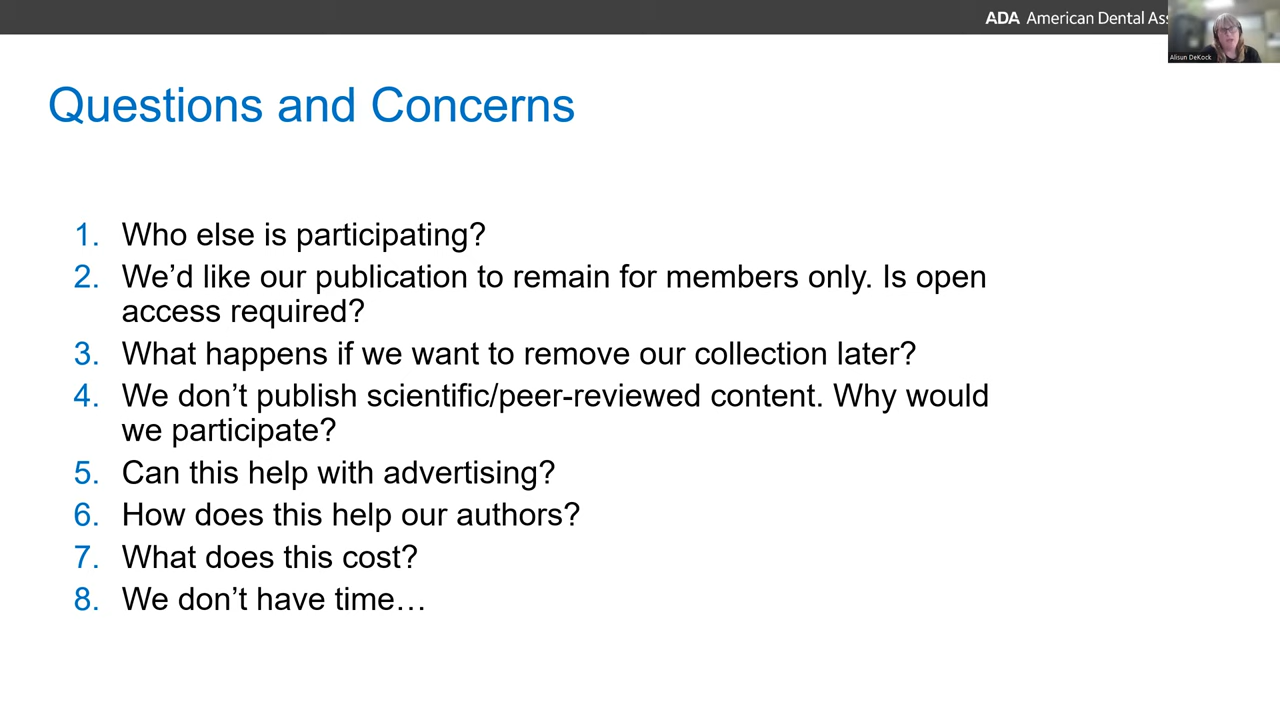 ADA American Dental Ass
Alisun DeKock
Questions and Concerns
1. Who else is participating?
2. We’d like our publication to remain for members only. Is open
access required?
3. What happens if we want to remove our collection later?
4. We don’t publish scientific/peer-reviewed content. Why would
we participate?
5. Can this help with advertising?
6. How does this help our authors?
7. What does this cost?
8. We don’t have time…